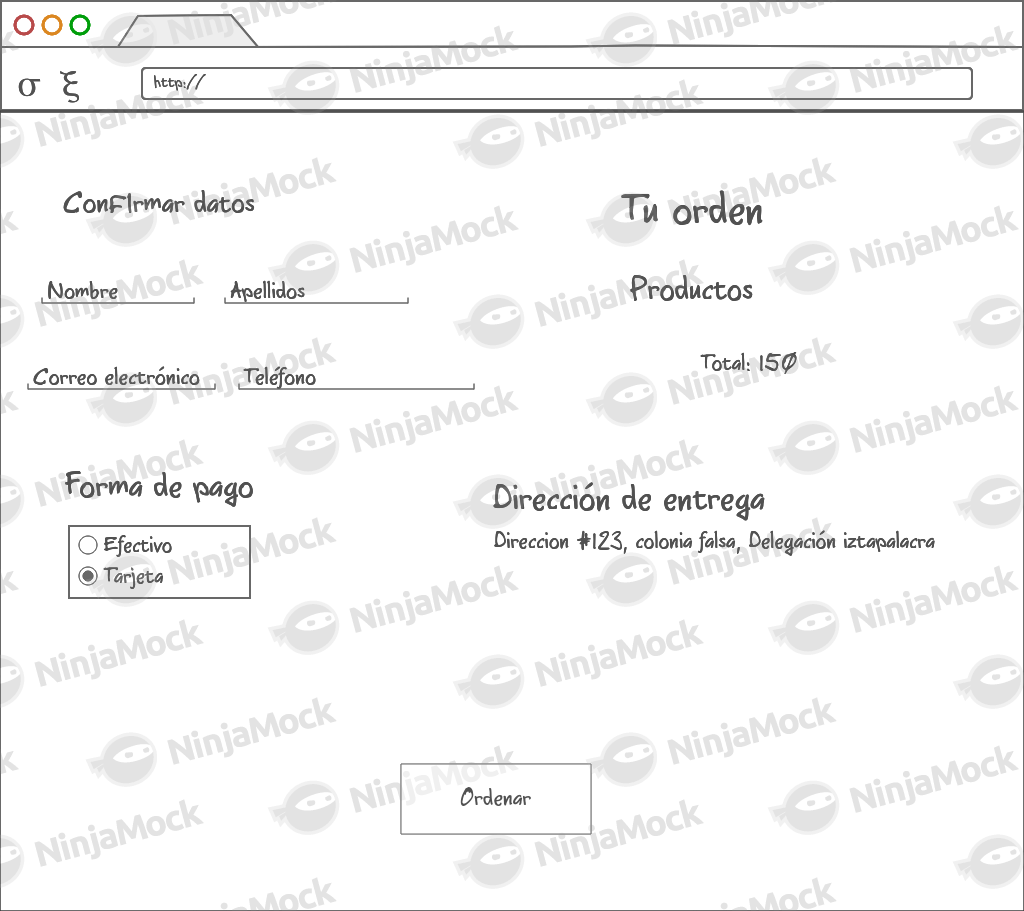 σ ξ http://
Confirmar datos
Tu orden
Nombre Apellidos
Productos
Correo electrónico Teléfono
Total: 150
Forma de pago
Dirección de entrega
Efectivo
Direccion #123, colonia falsa, Delegación iztapalacra
Tarjeta
Ordenar
NinjaMock